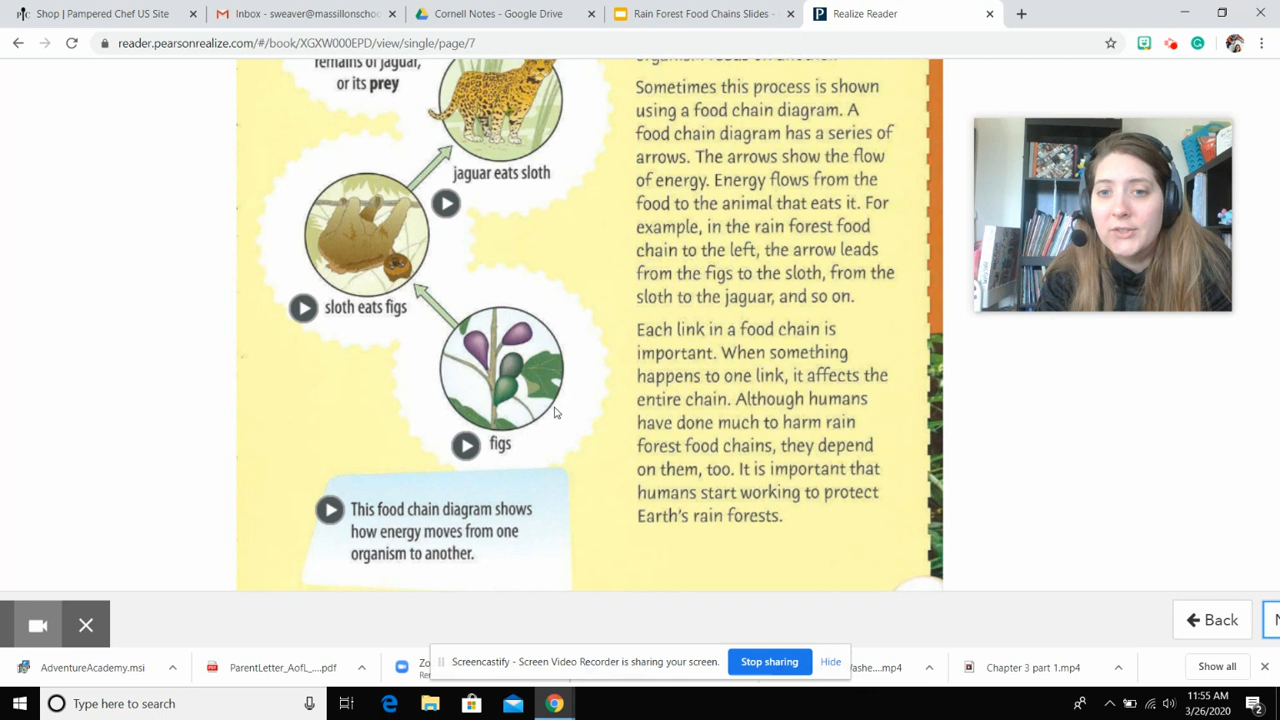 Shop | Pampered Chef US Site
Inbox - sweaver@massillonschoo
Cornell Notes - Google Drive
Rain Forest Food Chains Slides -
Realize Reader
reader.pearsonrealize.com/#/book/XGXW000EPD/view/single/page/7
remains of jaguar,
or its prey
jaguar eats sloth
sloth eats figs
figs
This food chain diagram shows
how energy moves from one
organism to another.
Sometimes this process is shown
using a food chain diagram. A
food chain diagram has a series of
arrows. The arrows show the flow
of energy. Energy flows from the
food to the animal that eats it. For
example, in the rain forest food
chain to the left, the arrow leads
from the figs to the sloth, from the
sloth to the jaguar, and so on.
Each link in a food chain is
important. When something
happens to one link, it affects the
entire chain. Although humans
have done much to harm rain
forest food chains, they depend
on them, too. It is important that
humans start working to protect
Earth's rain forests.
Back
Screencastify - Screen Video Recorder is sharing your screen.
Stop sharing
Hide
AdventureAcademy.msi
ParentLetter_AofL_....pdf
Chapter 3 part 1.mp4
Show all
Type here to search
11:55 AM
3/26/2020
2